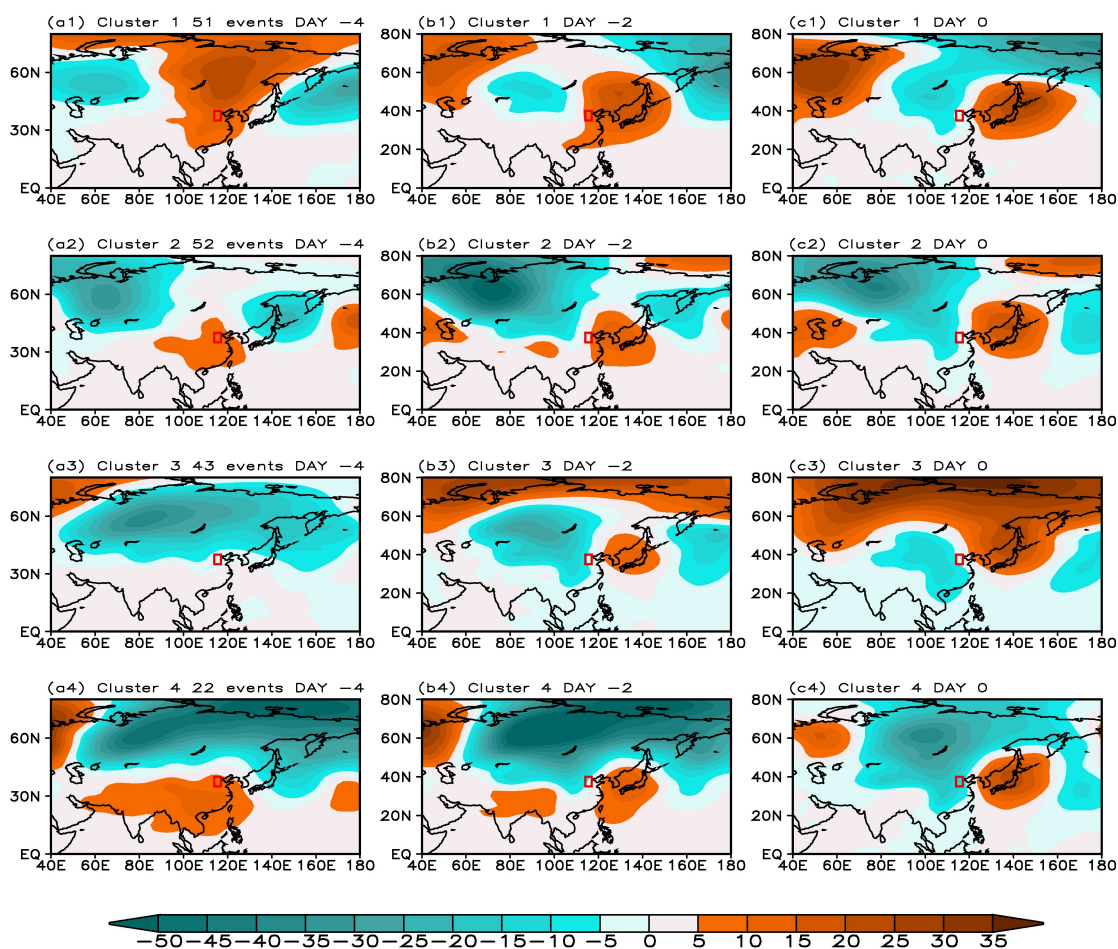 (a1) Cluster 1 51 events DAY −4
60N
30N
EQ
40E 60E 80E 100E 120E 140E 160E 180
(b1) Cluster 1 DAY −2
80N
60N
40N
20N
EQ
40E 60E 80E 100E 120E 140E 160E 180
(c1) Cluster 1 DAY 0
80N
60N
40N
20N
EQ
40E 60E 80E 100E 120E 140E 160E 180
(a2) Cluster 2 52 events DAY −4
60N
30N
EQ
40E 60E 80E 100E 120E 140E 160E 180
(b2) Cluster 2 DAY −2
80N
60N
40N
20N
EQ
40E 60E 80E 100E 120E 140E 160E 180
(c2) Cluster 2 DAY 0
80N
60N
40N
20N
EQ
40E 60E 80E 100E 120E 140E 160E 180
(a3) Cluster 3 43 events DAY −4
60N
30N
EQ
40E 60E 80E 100E 120E 140E 160E 180
(b3) Cluster 3 DAY −2
80N
60N
40N
20N
EQ
40E 60E 80E 100E 120E 140E 160E 180
(c3) Cluster 3 DAY 0
80N
60N
40N
20N
EQ
40E 60E 80E 100E 120E 140E 160E 180
(a4) Cluster 4 22 events DAY −4
60N
30N
EQ
40E 60E 80E 100E 120E 140E 160E 180
(b4) Cluster 4 DAY −2
80N
60N
40N
20N
EQ
40E 60E 80E 100E 120E 140E 160E 180
(c4) Cluster 4 DAY 0
80N
60N
40N
20N
EQ
40E 60E 80E 100E 120E 140E 160E 180
−50 −45 −40 −35 −30 −25 −20 −15 −10 −5 0 5 10 15 20 25 30 35